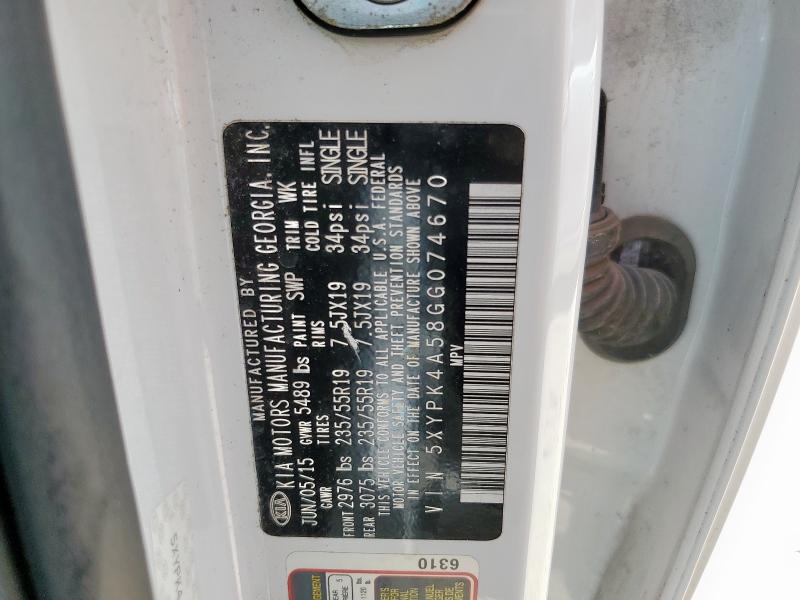 MANUFACTURED BY
KIA KIA MOTORS MANUFACTURING GEORGIA, INC.
JUN/05/15 GVWR 5489 lbs PAINT SWP TRIM WK
GAWR TIRES RIMS COLD TIRE INFL
FRONT 2976 lbs 235/55R19 7.5JX19 34psi SINGLE
REAR 3075 lbs 235/55R19 7.5JX19 34psi SINGLE
THIS VEHICLE CONFORMS TO ALL APPLICABLE U.S.A. FEDERAL
MOTOR VEHICLE SAFETY AND THEFT PREVENTION STANDARDS
IN EFFECT ON THE DATE OF MANUFACTURE SHOWN ABOVE
VIN 5XYPK4A58GG074670
MPV
6310